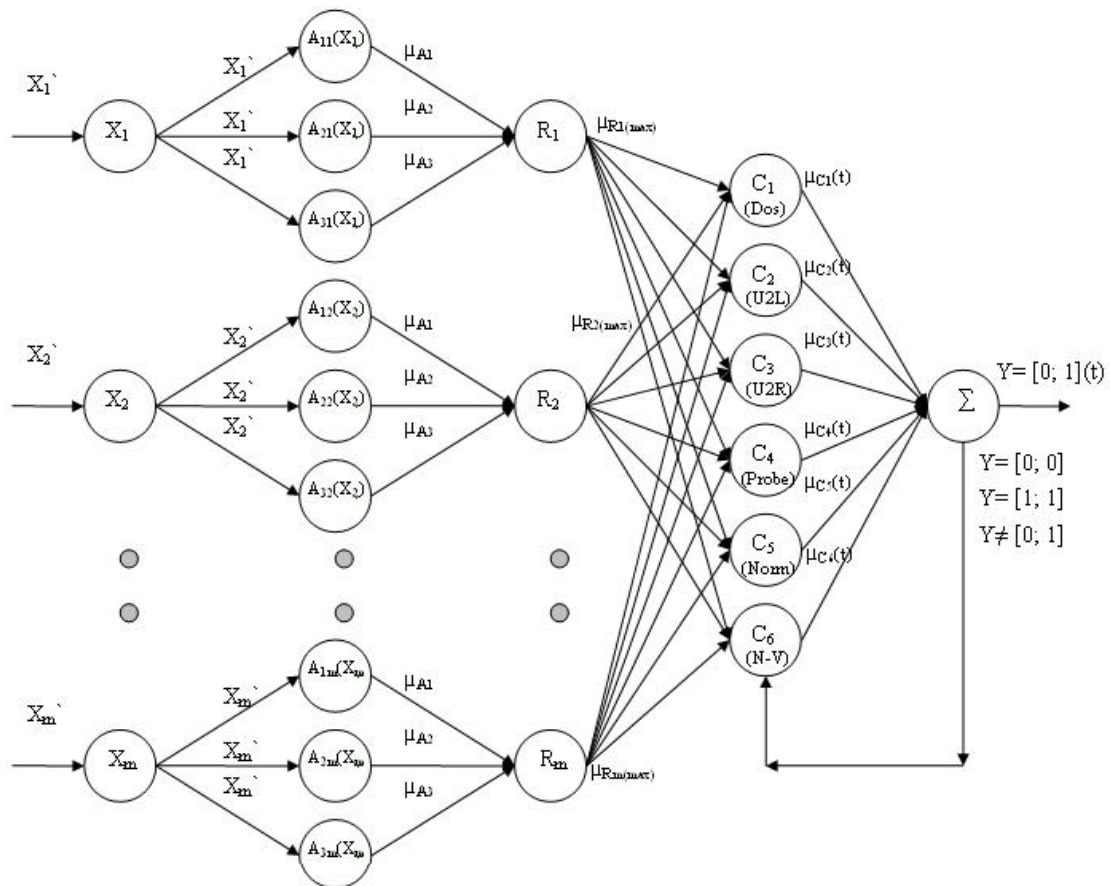 X₁`
X₁
X₁`
X₁`
X₁`
A₁₁(X₁)
A₂₁(X₁)
A₃₁(X₁)
μA1
μA2
μA3
R₁
μR1(max)
X₂`
X₂
X₂`
X₂`
X₂`
A₁₂(X₂)
A₂₂(X₂)
A₃₂(X₂)
μA1
μA2
μA3
R₂
μR2(max)
Xm`
Xm
Xm`
Xm`
Xm`
A1m(Xm
A2m(Xm
A3m(Xm
μA1
μA2
μA3
Rm
μRm(max)
C₁
(Dos)
C₂
(U2L)
C₃
(U2R)
C₄
(Probe)
C₅
(Norm)
C₆
(N-V)
μC1(t)
μC2(t)
μC3(t)
μC4(t)
μC5(t)
μC6(t)
Σ
Y= [0; 1](t)
Y= [0; 0]
Y= [1; 1]
Y≠ [0; 1]